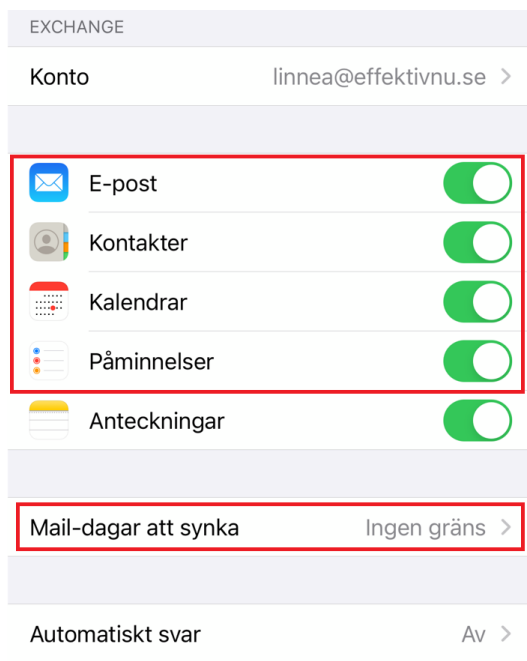 EXCHANGE
Konto linnea@effektivnu.se
E-post
Kontakter
Kalendrar
Påminnelser
Anteckningar
Mail-dagar att synka Ingen gräns
Automatiskt svar Av